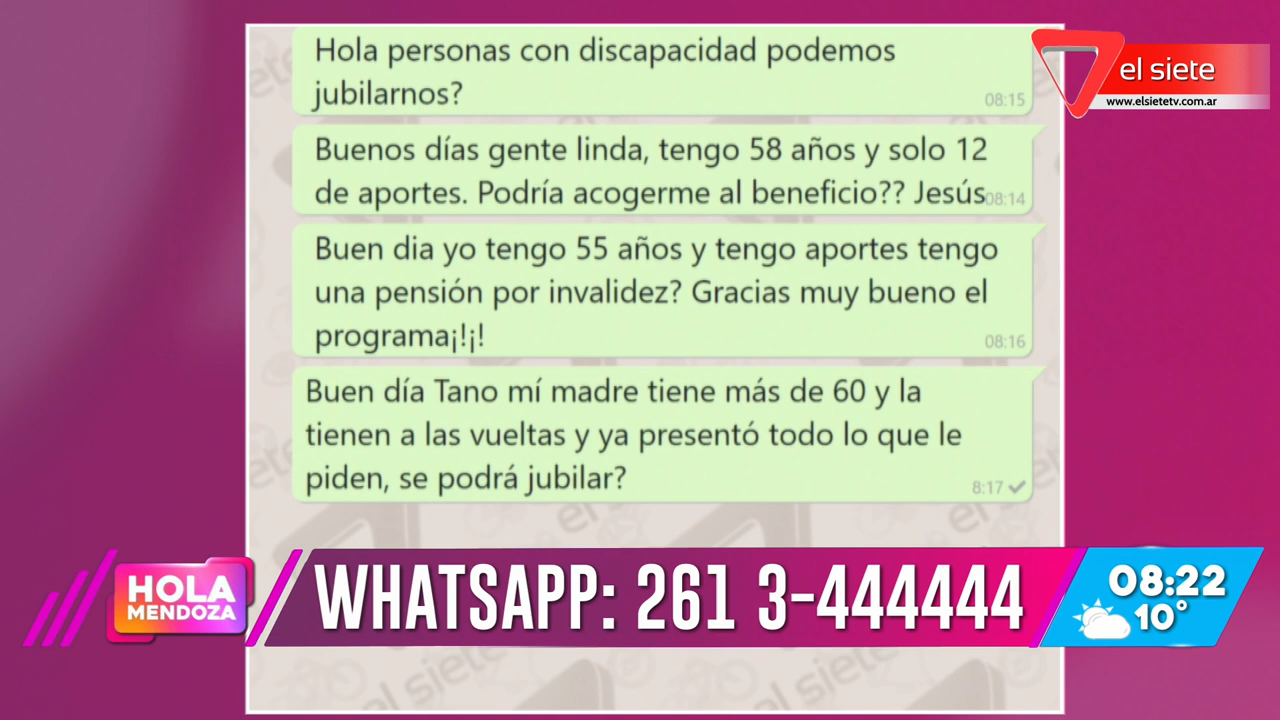 Hola personas con discapacidad podemos
jubilarnos?
08:15
Buenos días gente linda, tengo 58 años y solo 12
de aportes. Podría acogerme al beneficio?? Jesús
08:14
Buen dia yo tengo 55 años y tengo aportes tengo
una pensión por invalidez? Gracias muy bueno el
programa¡!¡!
08:16
Buen día Tano mí madre tiene más de 60 y la
tienen a las vueltas y ya presentó todo lo que le
piden, se podrá jubilar?
8:17
el siete
www.elsietetv.com.ar
HOLA
MENDOZA
WHATSAPP: 261 3-444444
08:22
10°
el siete
el siete